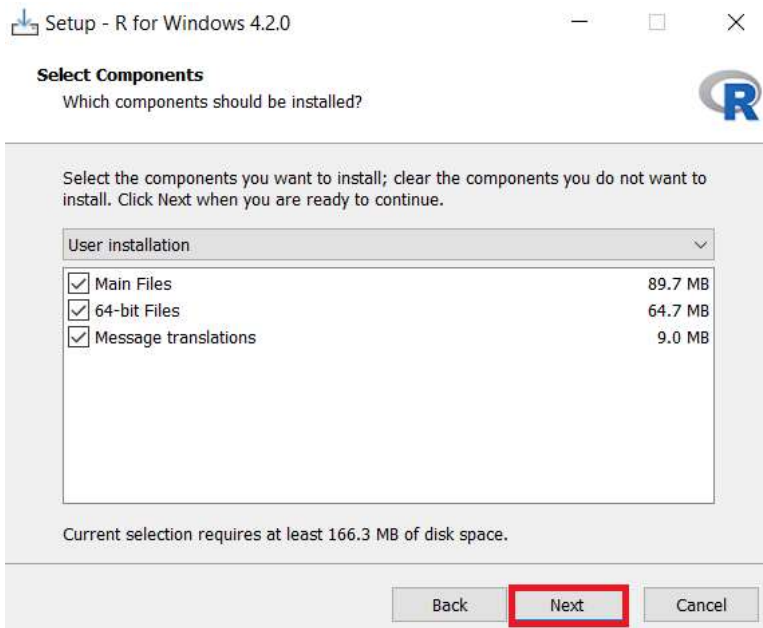 Setup - R for Windows 4.2.0
Select Components
Which components should be installed?
R
Select the components you want to install; clear the components you do not want to
install. Click Next when you are ready to continue.
User installation
Main Files 89.7 MB
64-bit Files 64.7 MB
Message translations 9.0 MB
Current selection requires at least 166.3 MB of disk space.
Back Next Cancel